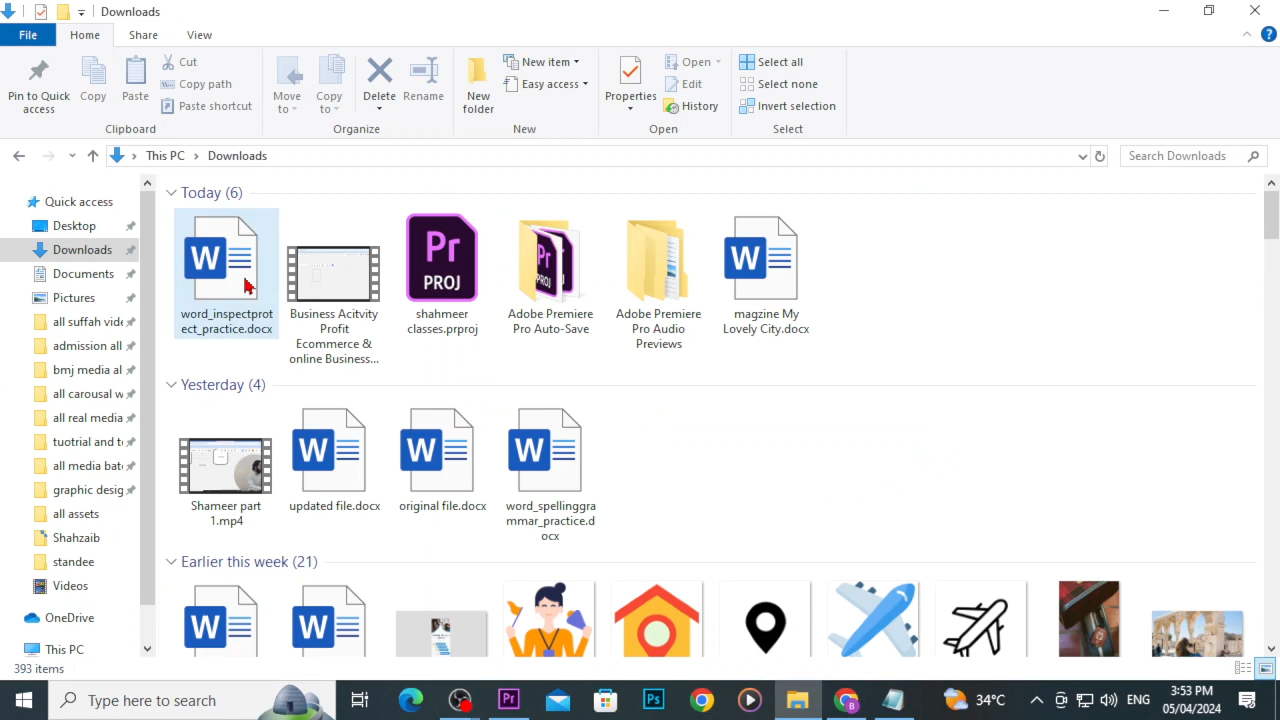 Downloads
File Home Share View
Pin to Quick access
Copy
Paste
Cut
Copy path
Paste shortcut
Clipboard
Move to
Copy to
Delete
Rename
Organize
New folder
New item
Easy access
New
Properties
Open
Edit
History
Open
Select all
Select none
Invert selection
Select
This PC > Downloads
Search Downloads
Quick access
Desktop
Downloads
Documents
Pictures
all suffah vide
admission all
bmj media al
all carousal w
all real media
tuotrial and t
all media bat
graphic desig
all assets
Shahzaib
standee
Videos
OneDrive
This PC
Today (6)
word_inspectprot
ect_practice.docx
Business Acitvity
Profit
Ecommerce &
online Business...
shahmeer
classes.prproj
Adobe Premiere
Pro Auto-Save
Adobe Premiere
Pro Audio
Previews
magzine My
Lovely City.docx
Pr
PROJ
Yesterday (4)
Shameer part
1.mp4
updated file.docx
original file.docx
word_spellinggra
mmar_practice.d
ocx
Earlier this week (21)
393 items
Type here to search
34°C
ENG
3:53 PM
05/04/2024